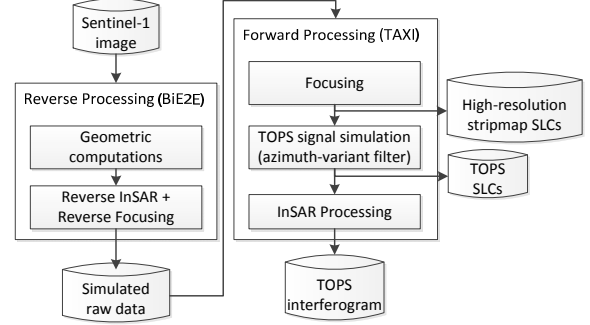 Sentinel-1
image
Reverse Processing (BiE2E)
Geometric
computations
Reverse InSAR +
Reverse Focusing
Simulated
raw data
Forward Processing (TAXI)
Focusing
High-resolution
stripmap SLCs
TOPS signal simulation
(azimuth-variant filter)
TOPS
SLCs
InSAR Processing
TOPS
interferogram